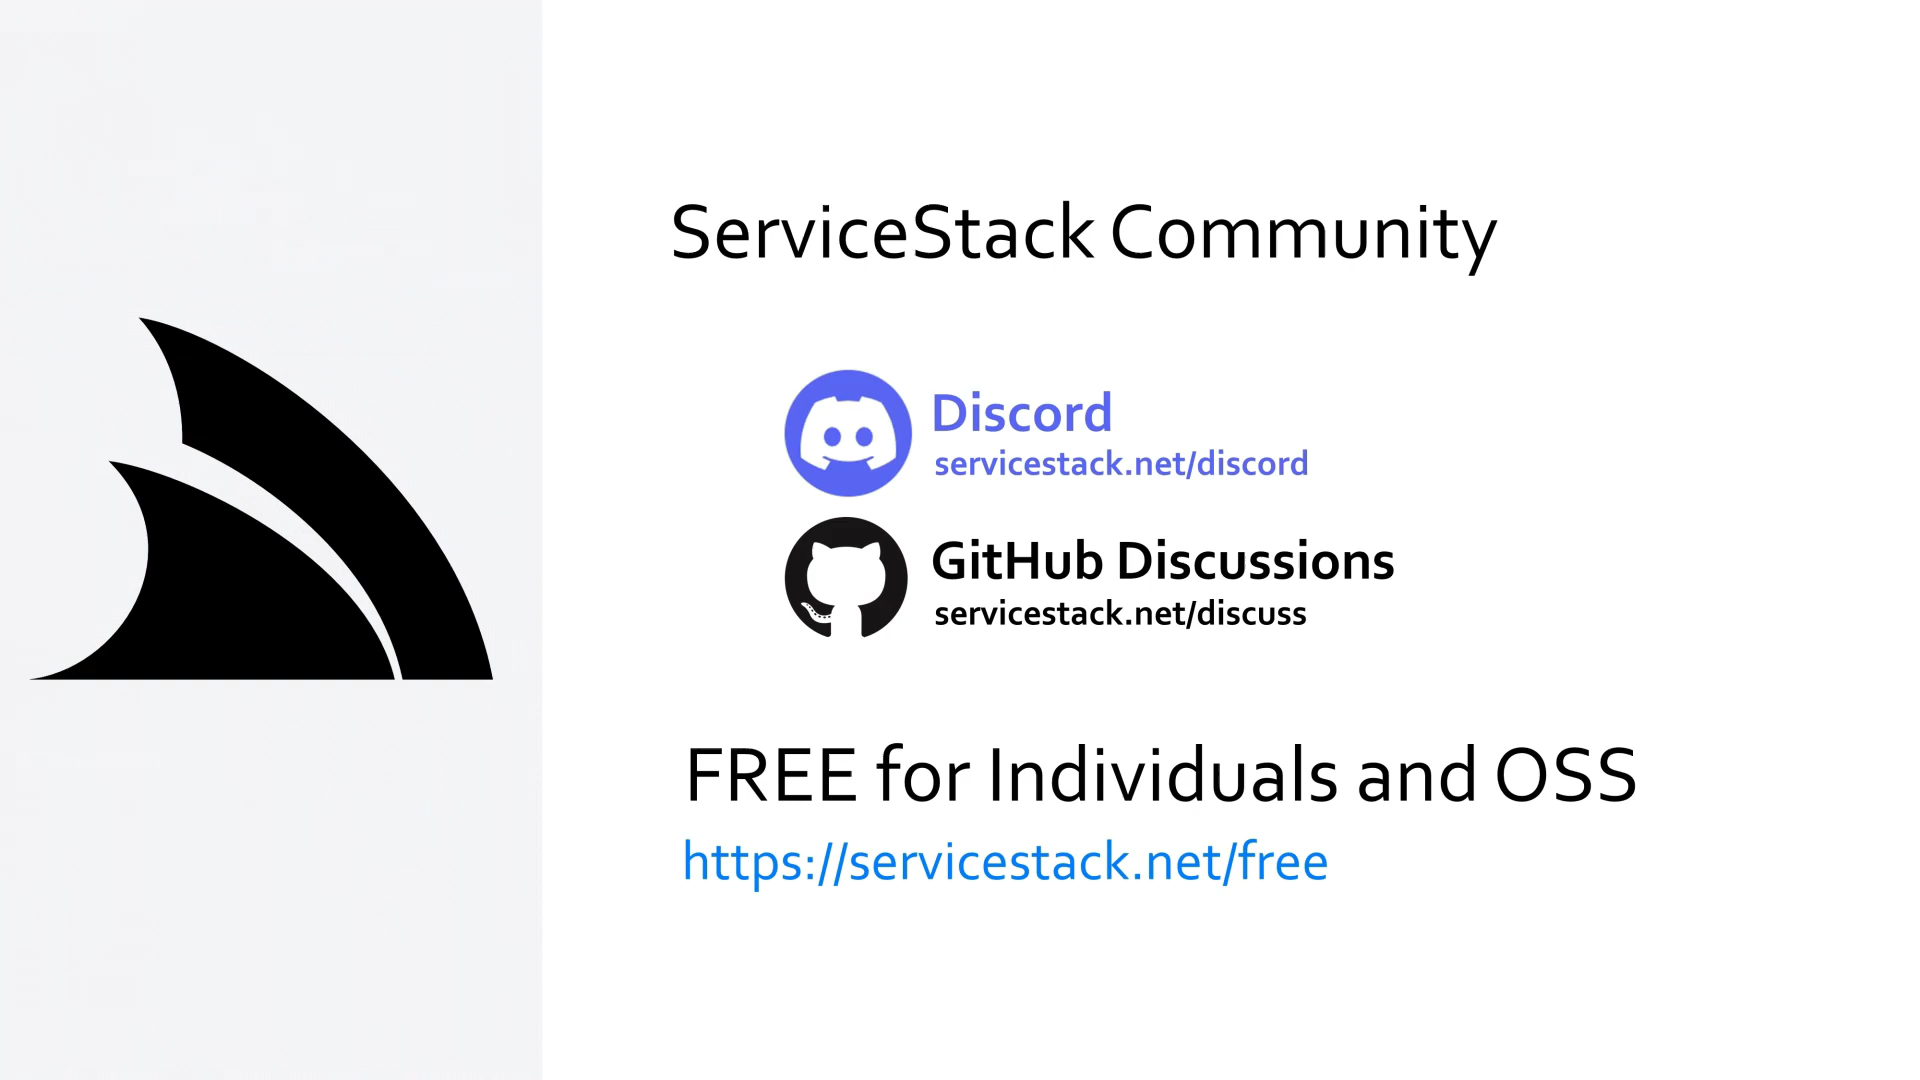 ServiceStack Community
Discord
servicestack.net/discord
GitHub Discussions
servicestack.net/discuss
FREE for Individuals and OSS
https://servicestack.net/free